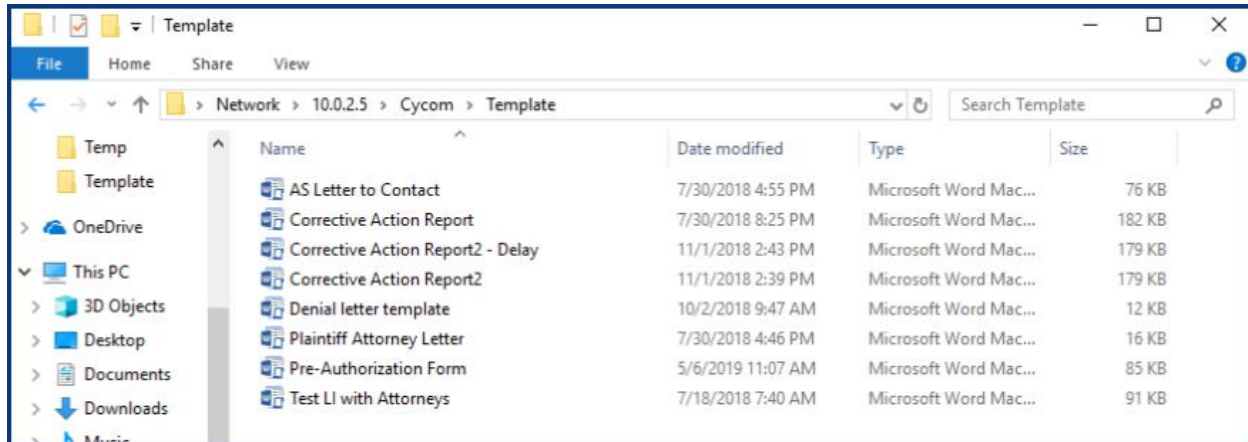 Template
File Home Share View
Network > 10.0.2.5 > Cycom > Template Search Template
Temp Name Date modified Type Size
Template AS Letter to Contact 7/30/2018 4:55 PM Microsoft Word Mac... 76 KB
Corrective Action Report 7/30/2018 8:25 PM Microsoft Word Mac... 182 KB
OneDrive Corrective Action Report2 - Delay 11/1/2018 2:43 PM Microsoft Word Mac... 179 KB
This PC Corrective Action Report2 11/1/2018 2:39 PM Microsoft Word Mac... 179 KB
3D Objects Denial letter template 10/2/2018 9:47 AM Microsoft Word Mac... 12 KB
Desktop Plaintiff Attorney Letter 7/30/2018 4:46 PM Microsoft Word Mac... 16 KB
Documents Pre-Authorization Form 5/6/2019 11:07 AM Microsoft Word Mac... 85 KB
Downloads Test LI with Attorneys 7/18/2018 7:40 AM Microsoft Word Mac... 91 KB
Music